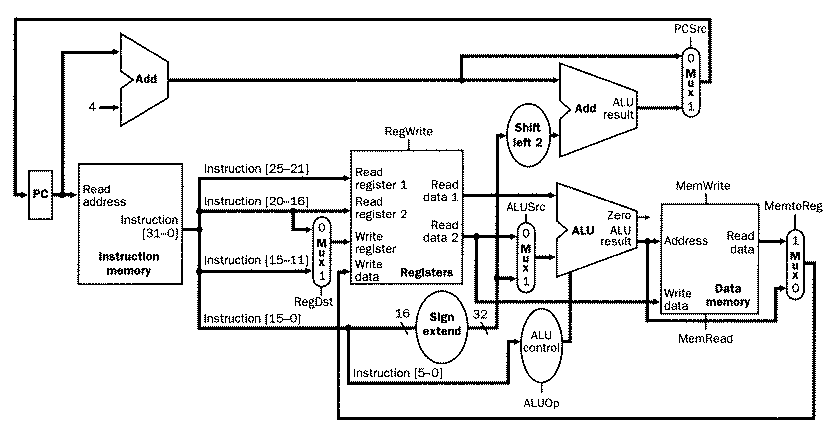 PCSrc
0
M
u
x
1
Add
4
Add
ALU
result
Shift
left 2
RegWrite
PC
Read
address
Instruction
[31–0]
Instruction
memory
Instruction [25–21]
Instruction [20–16]
Instruction [15–11]
Instruction [15–0]
Instruction [5–0]
0
M
u
x
1
RegDst
Read
register 1
Read
register 2
Write
register
Write
data
Read
data 1
Read
data 2
Registers
ALUSrc
0
M
u
x
1
Zero
ALU
ALU
result
MemWrite
Address
Read
data
Write
data
Data
memory
MemRead
MemtoReg
1
M
u
x
0
16
Sign
extend
32
ALU
control
ALUOp